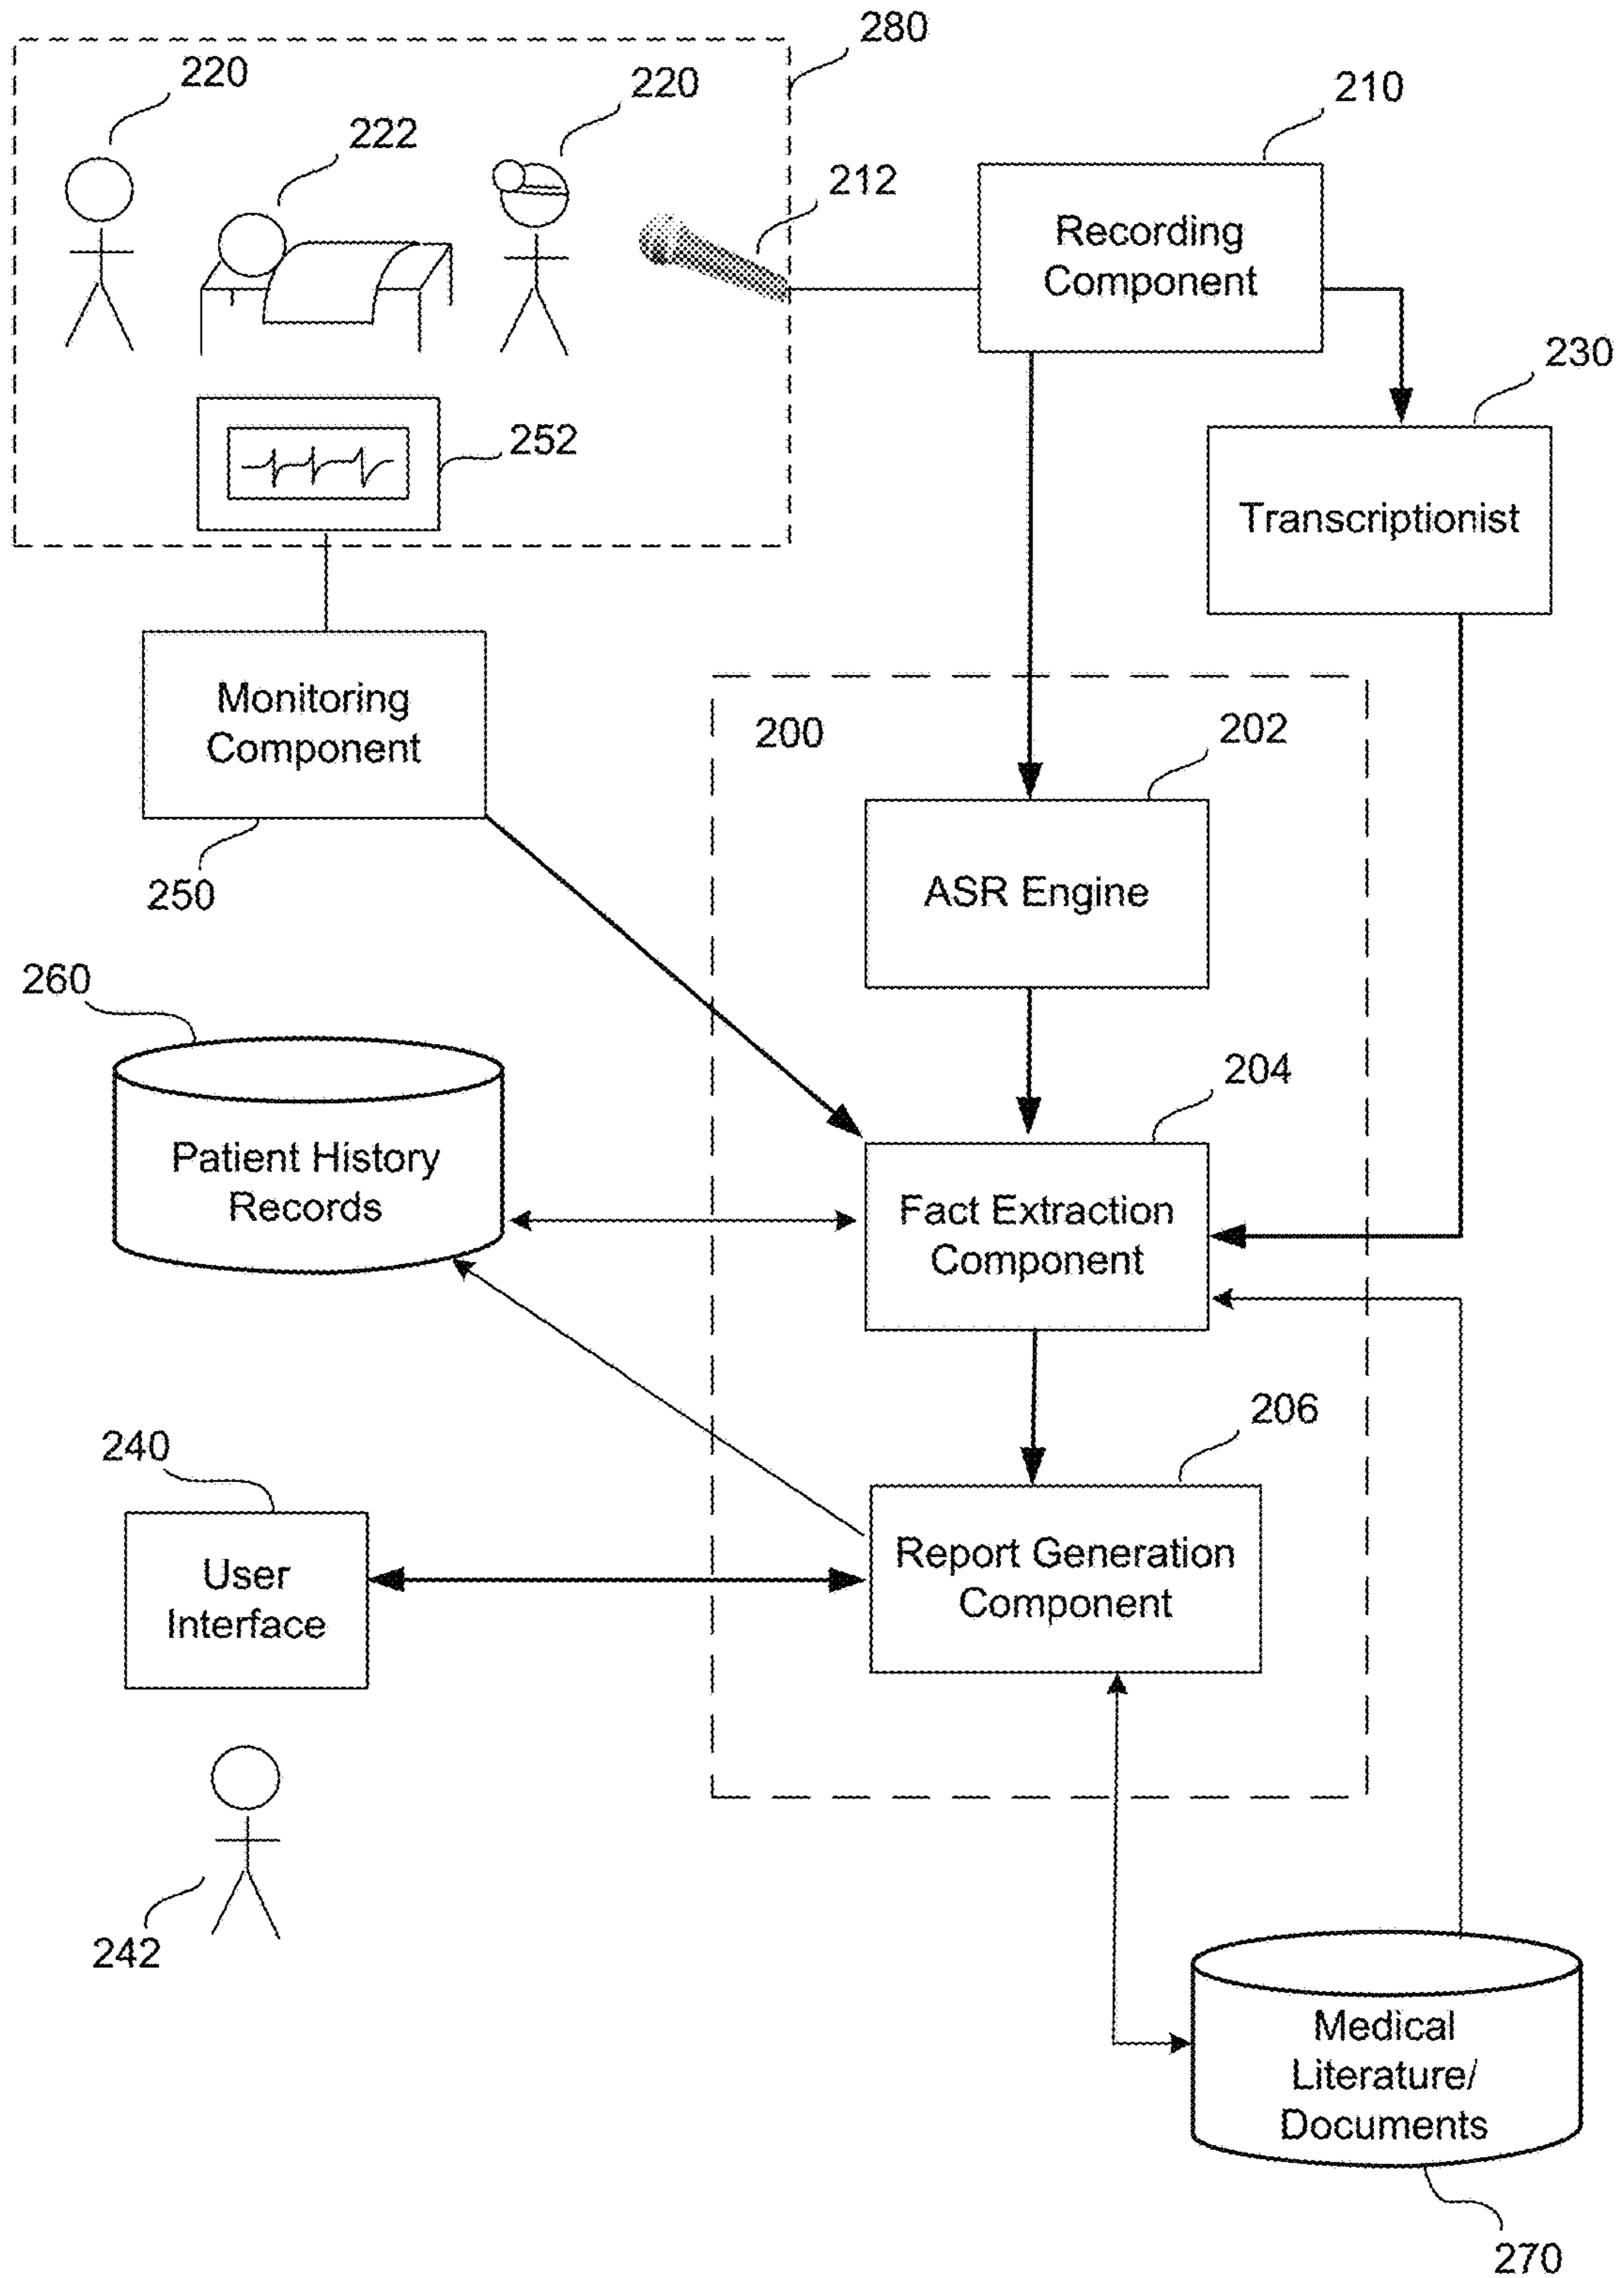 280
220
220
210
222
212
Recording
Component
230
252
Transcriptionist
Monitoring
Component
200
202
250
ASR Engine
260
204
Patient History
Records
Fact Extraction
Component
206
240
Report Generation
Component
User
Interface
242
Medical
Literature/
Documents
270